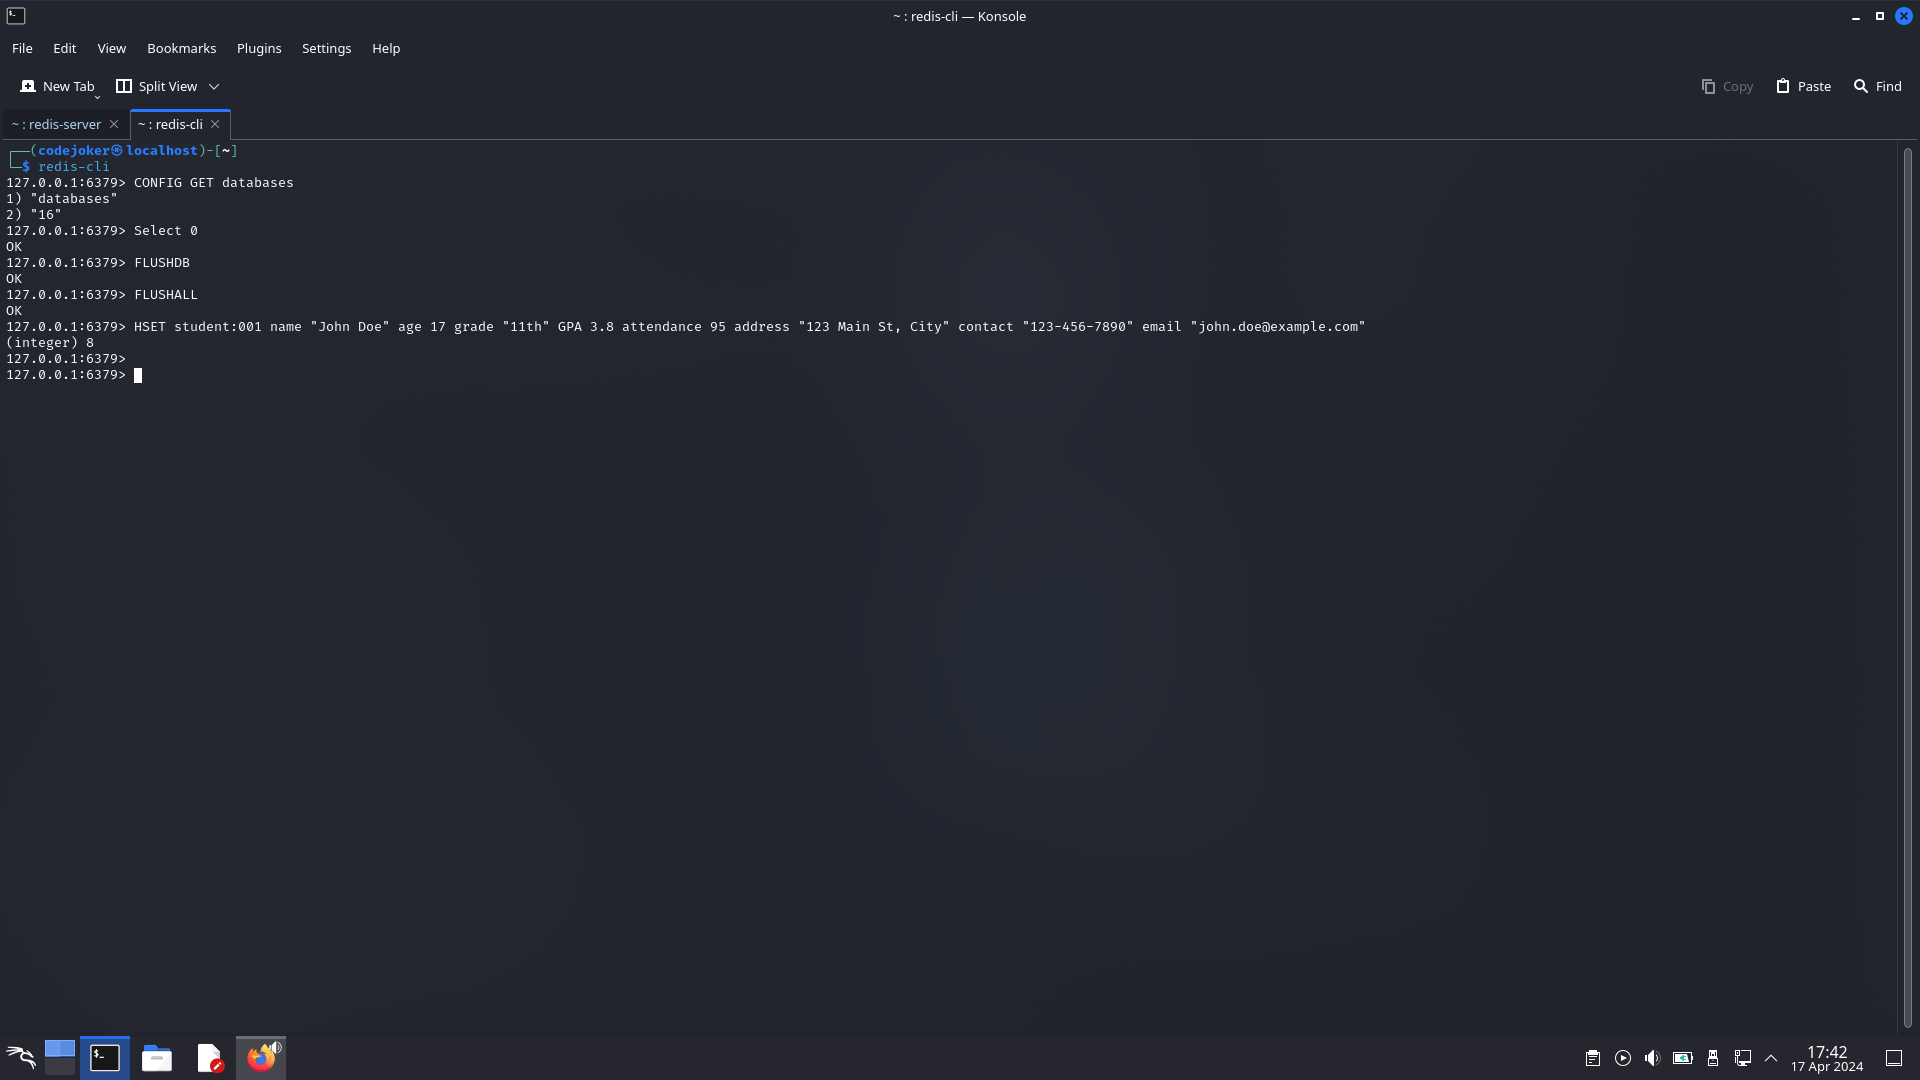 ~ : redis-cli — Konsole
File Edit View Bookmarks Plugins Settings Help
New Tab Split View Copy Paste Find
~ : redis-server ~ : redis-cli
┌──(codejoker㉿localhost)-[~]
└─$ redis-cli
127.0.0.1:6379> CONFIG GET databases
1) "databases"
2) "16"
127.0.0.1:6379> Select 0
OK
127.0.0.1:6379> FLUSHDB
OK
127.0.0.1:6379> FLUSHALL
OK
127.0.0.1:6379> HSET student:001 name "John Doe" age 17 grade "11th" GPA 3.8 attendance 95 address "123 Main St, City" contact "123-456-7890" email "john.doe@example.com"
(integer) 8
127.0.0.1:6379>
127.0.0.1:6379>
17:42
17 Apr 2024